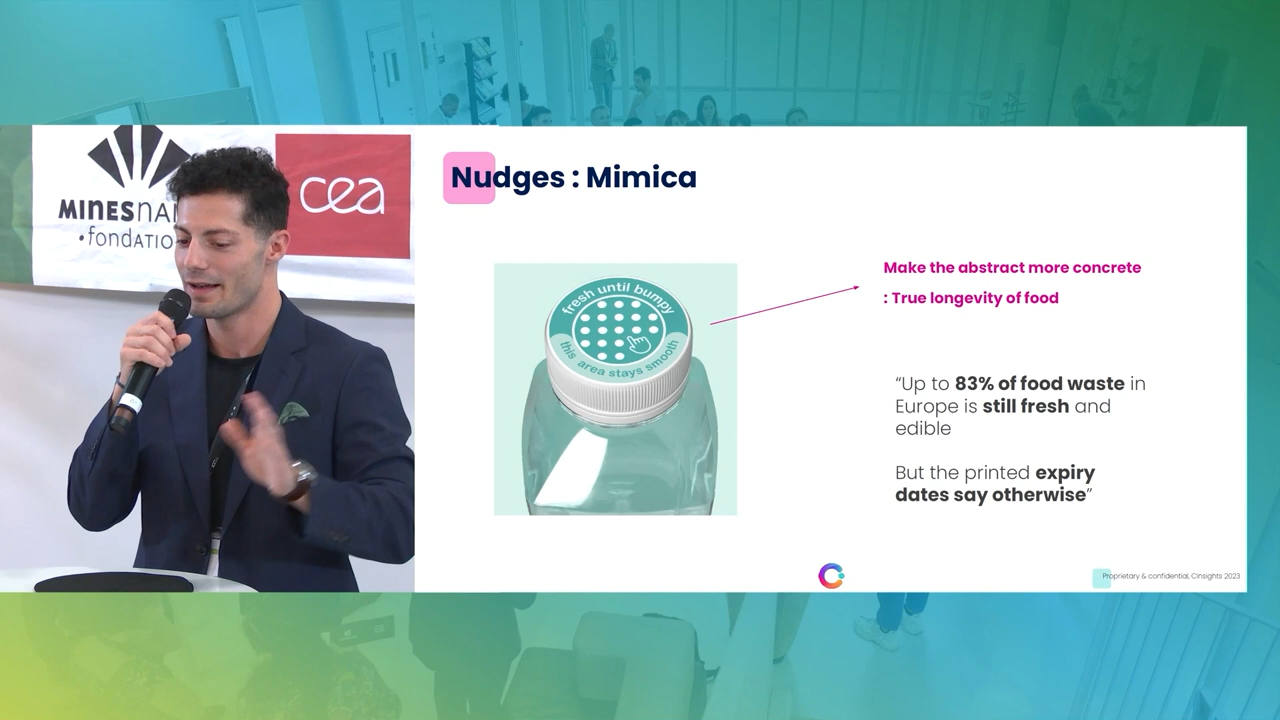 MINES NA
•fondATIO
cea
Nudges : Mimica
fresh until bumpy
this area stays smooth
Make the abstract more concrete
: True longevity of food
“Up to 83% of food waste in
Europe is still fresh and
edible
But the printed expiry
dates say otherwise”
Proprietary & confidential, CInsights 2023